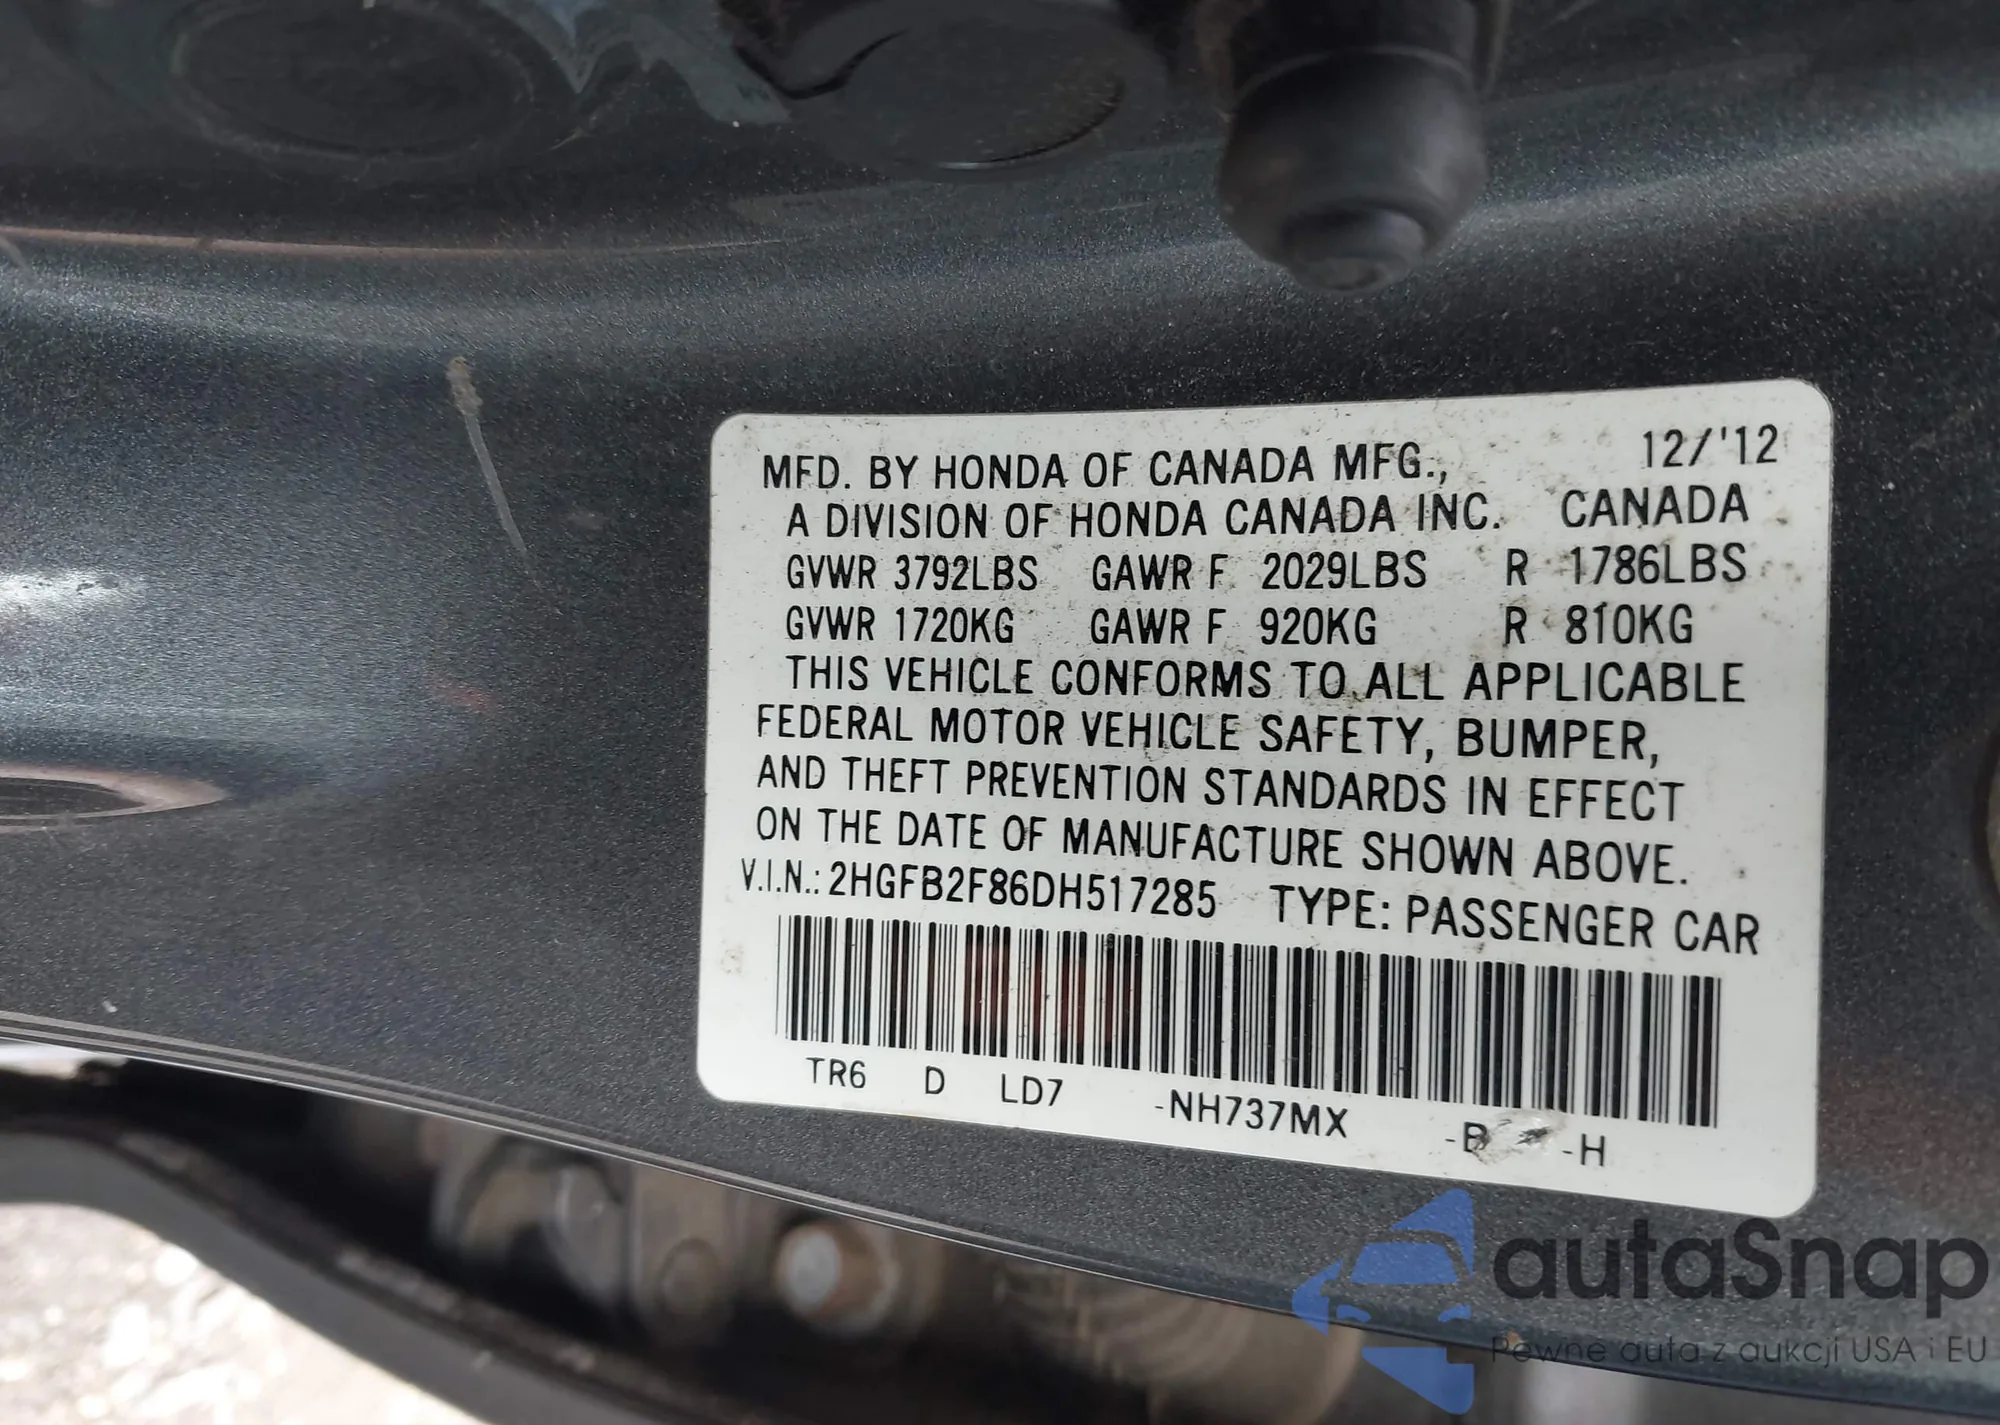 MFD. BY HONDA OF CANADA MFG., 12/'12
A DIVISION OF HONDA CANADA INC. CANADA
GVWR 3792LBS GAWR F 2029LBS R 1786LBS
GVWR 1720KG GAWR F 920KG R 810KG
THIS VEHICLE CONFORMS TO ALL APPLICABLE
FEDERAL MOTOR VEHICLE SAFETY, BUMPER,
AND THEFT PREVENTION STANDARDS IN EFFECT
ON THE DATE OF MANUFACTURE SHOWN ABOVE.
V.I.N.: 2HGFB2F86DH517285 TYPE: PASSENGER CAR
TR6 D LD7 -NH737MX -B -H
autaSnap
Pewne auta z aukcji USA i EU